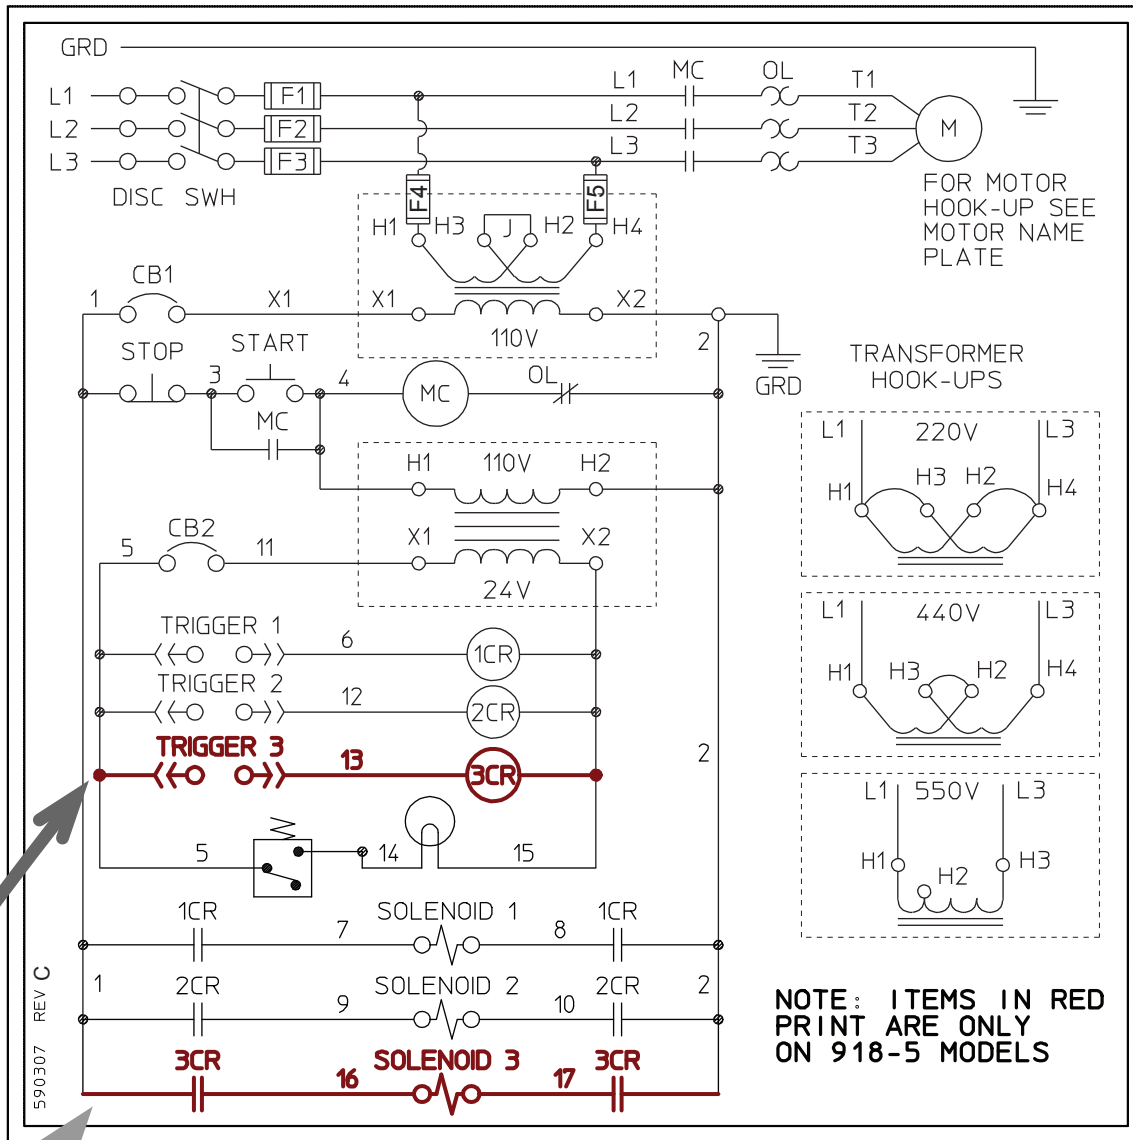 GRD
L1 F1 L1 MC OL T1
L2 F2 L2 T2 M
L3 F3 L3 T3
DISC SWH
F4 F5
FOR MOTOR
HOOK-UP SEE
MOTOR NAME
PLATE
H1 H3 J H2 H4
CB1
1 X1 X1 X2
110V
2
STOP START
3 4 MC OL
GRD
MC
TRANSFORMER
HOOK-UPS
H1 110V H2
CB2
5 11 X1 X2
24V
L1 220V L3
H1 H3 H2 H4
TRIGGER 1
6 1CR
TRIGGER 2
12 2CR
TRIGGER 3
13 3CR
2
L1 440V L3
H1 H3 H2 H4
5 14 15
L1 550V L3
H1 H2 H3
1CR SOLENOID 1 1CR
7 8
1 2CR SOLENOID 2 2CR 2
9 10
3CR SOLENOID 3 3CR
16 17
NOTE: ITEMS IN RED
PRINT ARE ONLY
ON 918-5 MODELS
590307 REV C